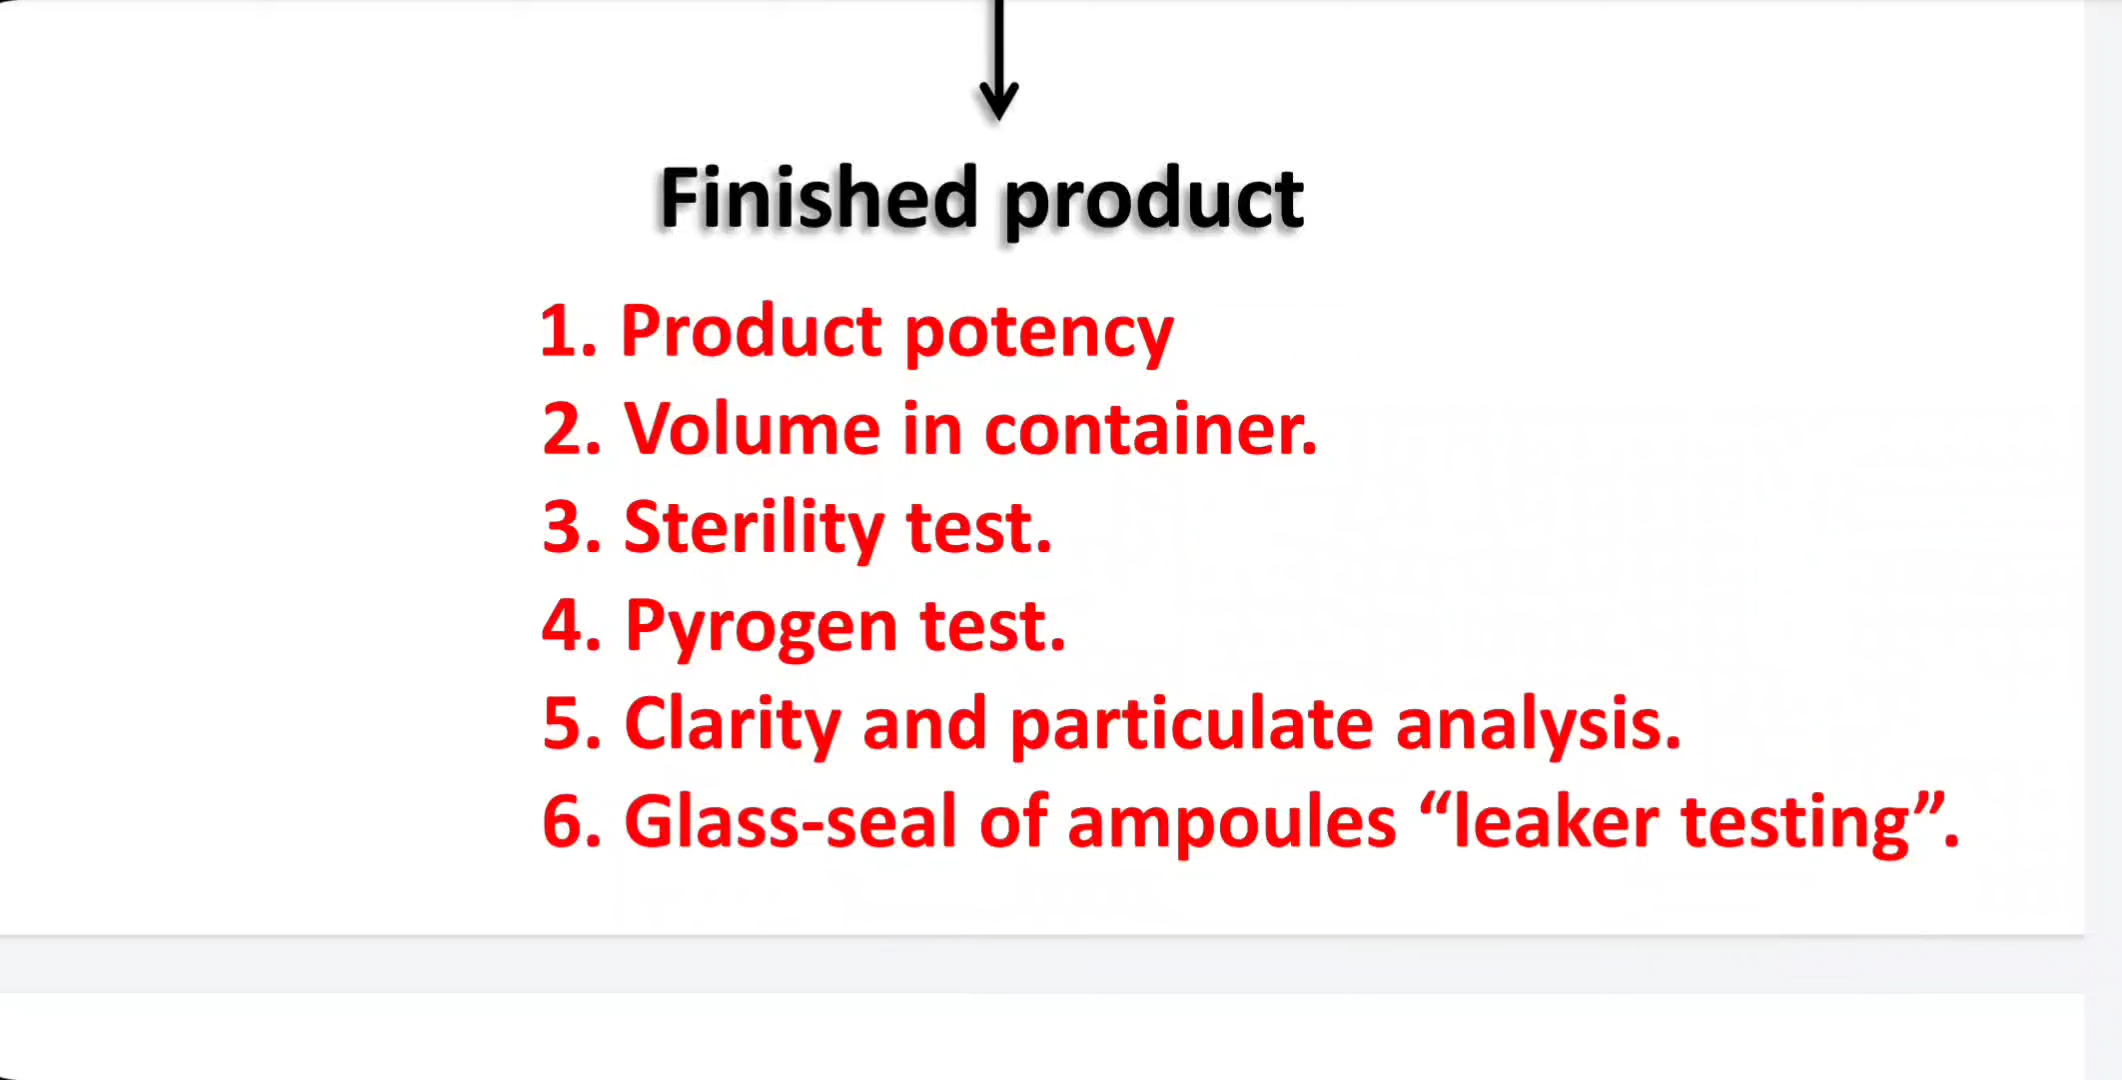 Finished product
1. Product potency
2. Volume in container.
3. Sterility test.
4. Pyrogen test.
5. Clarity and particulate analysis.
6. Glass-seal of ampoules “leaker testing”.